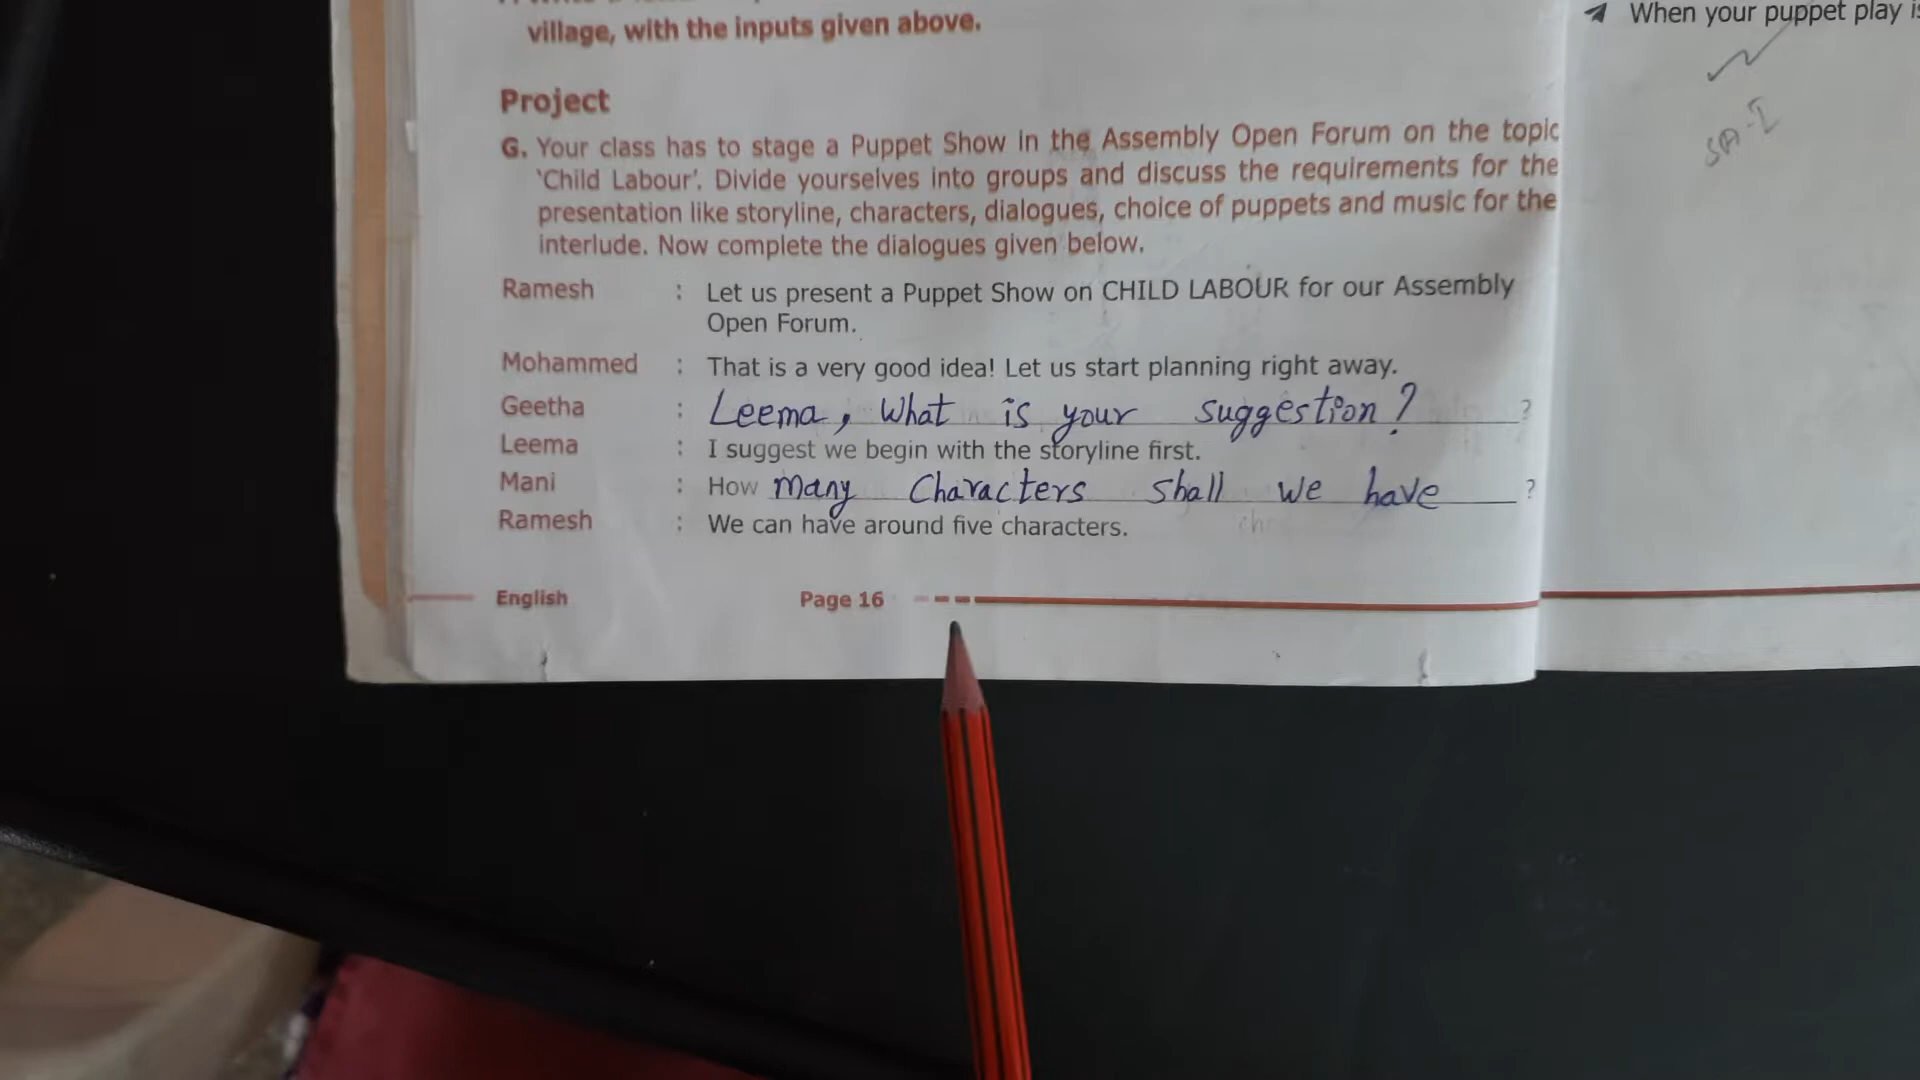 village, with the inputs given above.
Project
G. Your class has to stage a Puppet Show in the Assembly Open Forum on the topic
'Child Labour'. Divide yourselves into groups and discuss the requirements for the
presentation like storyline, characters, dialogues, choice of puppets and music for the
interlude. Now complete the dialogues given below.
Ramesh : Let us present a Puppet Show on CHILD LABOUR for our Assembly
Open Forum.
Mohammed : That is a very good idea! Let us start planning right away.
Geetha : Leema, What is your suggestion? ?
Leema : I suggest we begin with the storyline first.
Mani : How many Characters shall we have ?
Ramesh : We can have around five characters.
English Page 16
When your puppet play is
SA-I